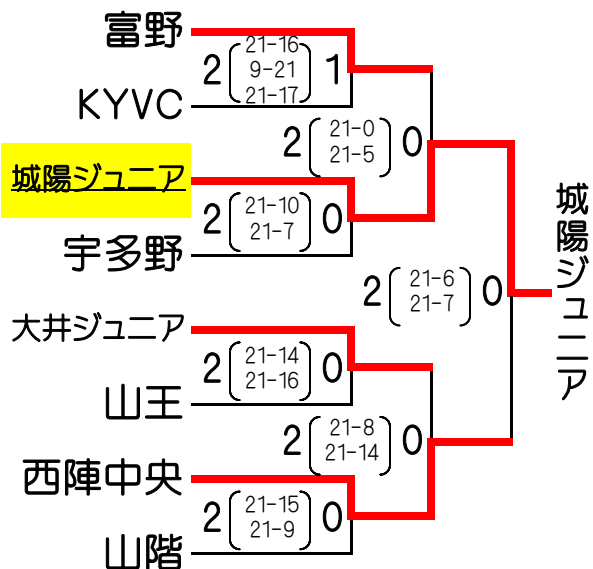 富野
2 21-16 1
9-21
21-17
KYVC
2 21-0 0
21-5
城陽ジュニア
2 21-10 0
21-7
宇多野
城陽ジュニア
2 21-6 0
21-7
大井ジュニア
2 21-14 0
21-16
山王
2 21-8 0
21-14
西陣中央
2 21-15 0
21-9
山階